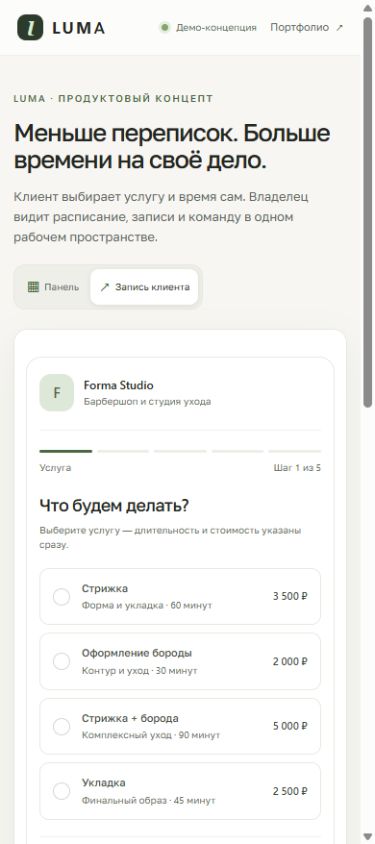 l LUMA Демо-концепция Портфолио ↗
LUMA · ПРОДУКТОВЫЙ КОНЦЕПТ
Меньше переписок. Больше
времени на своё дело.
Клиент выбирает услугу и время сам. Владелец
видит расписание, записи и команду в одном
рабочем пространстве.
Панель ↗ Запись клиента
F Forma Studio
Барбершоп и студия ухода
Услуга Шаг 1 из 5
Что будем делать?
Выберите услугу — длительность и стоимость указаны
сразу.
Стрижка
Форма и укладка · 60 минут
3 500 ₽
Оформление бороды
Контур и уход · 30 минут
2 000 ₽
Стрижка + борода
Комплексный уход · 90 минут
5 000 ₽
Укладка
Финальный образ · 45 минут
2 500 ₽